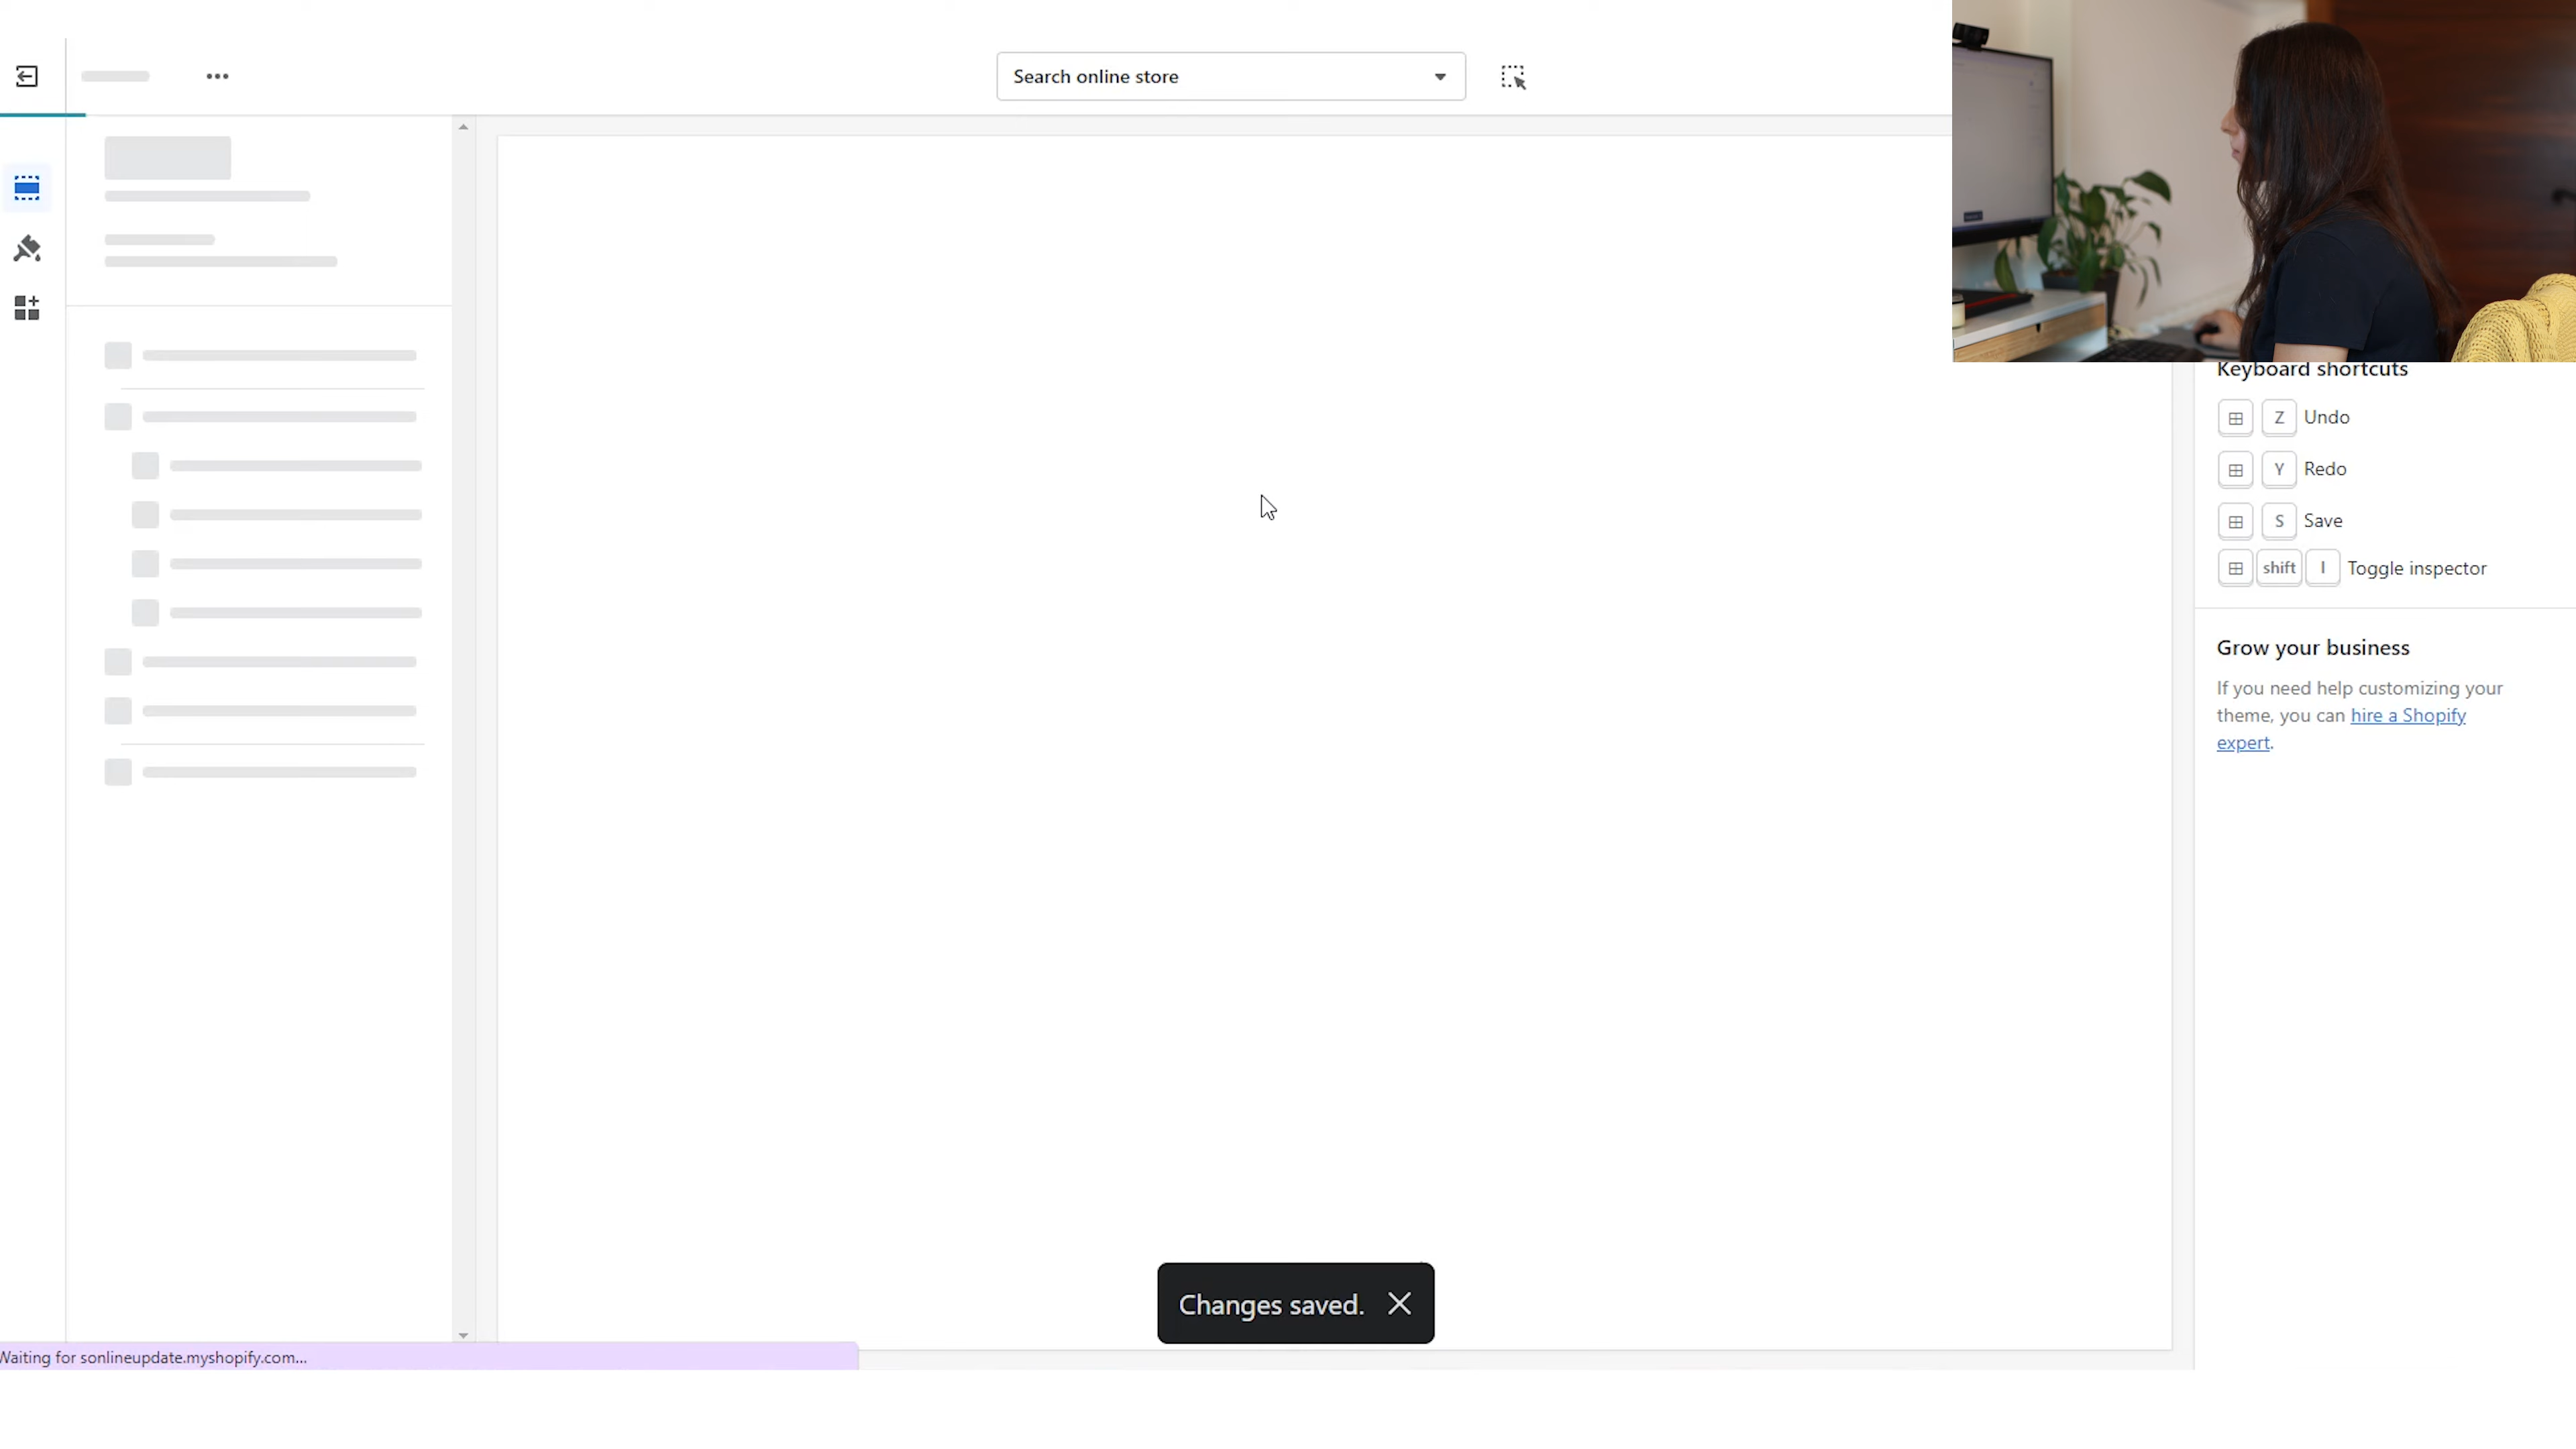 Search online store
Keyboard shortcuts
Z Undo
Y Redo
S Save
shift I Toggle inspector
Grow your business
If you need help customizing your
theme, you can hire a Shopify
expert.
Changes saved.
Waiting for sonlineupdate.myshopify.com...